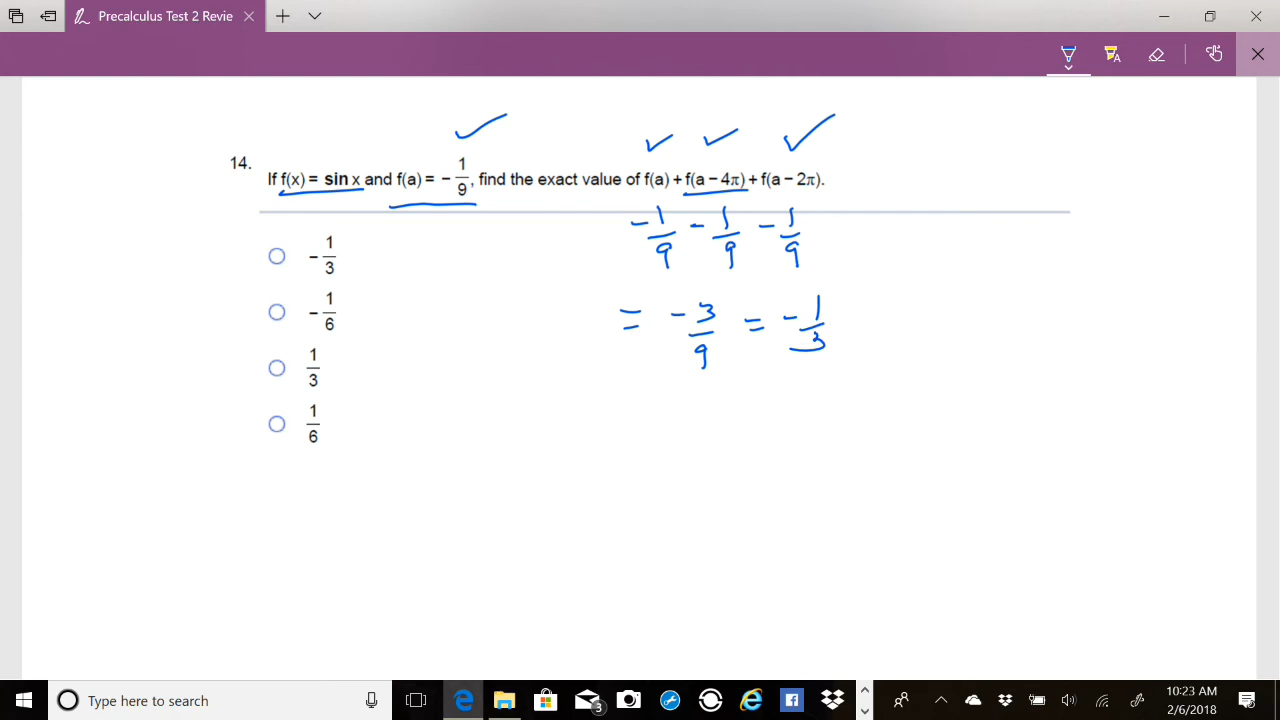 Precalculus Test 2 Revie
14.
If f(x) = sin x and f(a) = - 1/9, find the exact value of f(a) + f(a - 4π) + f(a - 2π).
- 1/9 - 1/9 - 1/9
- 1/3
= - 3/9 = - 1/3
- 1/6
1/3
1/6
Type here to search
3
10:23 AM
2/6/2018